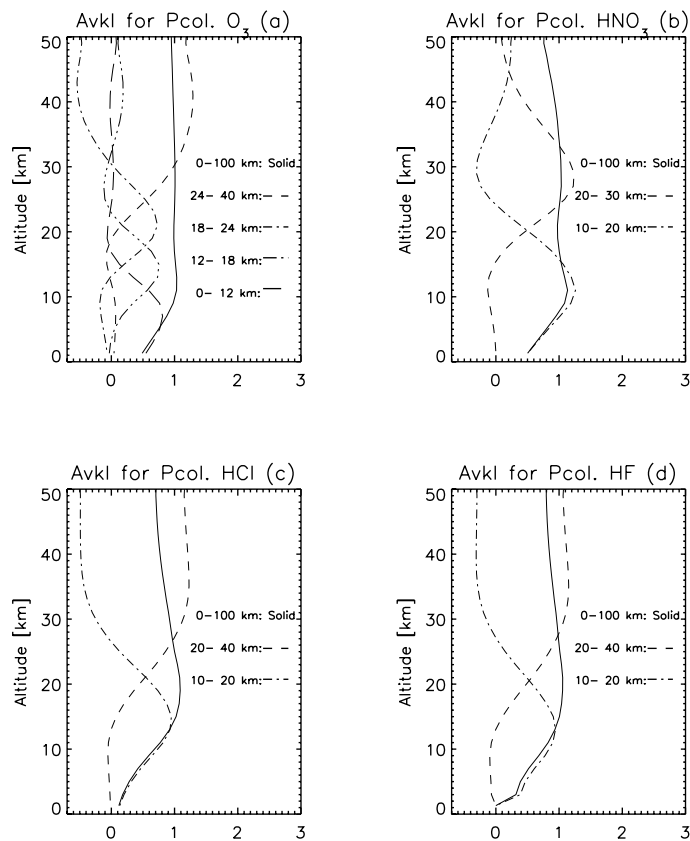 Avkl for Pcol. O3 (a)
50
40
30
20
10
0
Altitude [km]
0-100 km: Solid
24- 40 km:
18- 24 km:
12- 18 km:
0- 12 km:
0 1 2 3
Avkl for Pcol. HNO3 (b)
50
40
30
20
10
0
Altitude [km]
0-100 km: Solid
20- 30 km:
10- 20 km:
0 1 2 3
Avkl for Pcol. HCl (c)
50
40
30
20
10
0
Altitude [km]
0-100 km: Solid
20- 40 km:
10- 20 km:
0 1 2 3
Avkl for Pcol. HF (d)
50
40
30
20
10
0
Altitude [km]
0-100 km: Solid
20- 40 km:
10- 20 km:
0 1 2 3